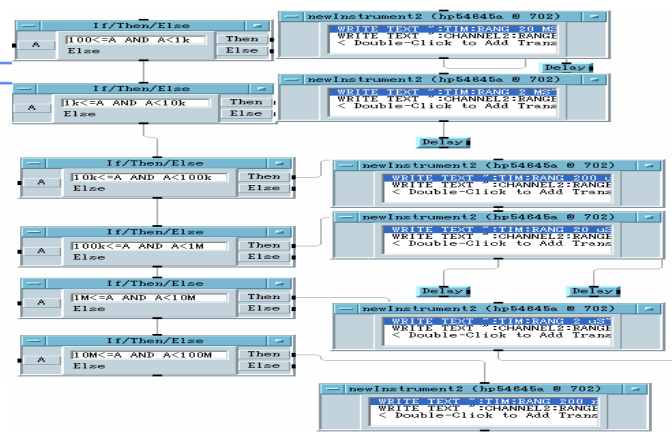 If/Then/Else
A
100<=A AND A<1k
Then
Else
Else
newInstrument2 (hp54645a @ 702)
WRITE TEXT ":TIM:RANG 20 MS
WRITE TEXT ":CHANNEL2:RANGE
< Double-Click to Add Trans
Delay
If/Then/Else
A
1k<=A AND A<10k
Then
Else
Else
newInstrument2 (hp54645a @ 702)
WRITE TEXT ":TIM:RANG 2 MS"
WRITE TEXT ":CHANNEL2:RANGE
< Double-Click to Add Trans
Delay
If/Then/Else
A
10k<=A AND A<100k
Then
Else
Else
newInstrument2 (hp54645a @ 702)
WRITE TEXT ":TIM:RANG 200 u
WRITE TEXT ":CHANNEL2:RANGE
< Double-Click to Add Trans
If/Then/Else
A
100k<=A AND A<1M
Then
Else
Else
newInstrument2 (hp54645a @ 702)
WRITE TEXT ":TIM:RANG 20 uS
WRITE TEXT ":CHANNEL2:RANGE
< Double-Click to Add Trans
Delay
Delay
If/Then/Else
A
1M<=A AND A<10M
Then
Else
Else
newInstrument2 (hp54645a @ 702)
WRITE TEXT ":TIM:RANG 2 uS"
WRITE TEXT ":CHANNEL2:RANGE
< Double-Click to Add Trans
If/Then/Else
A
10M<=A AND A<100M
Then
Else
Else
newInstrument2 (hp54645a @ 702)
WRITE TEXT ":TIM:RANG 200 n
WRITE TEXT ":CHANNEL2:RANGE
< Double-Click to Add Trans